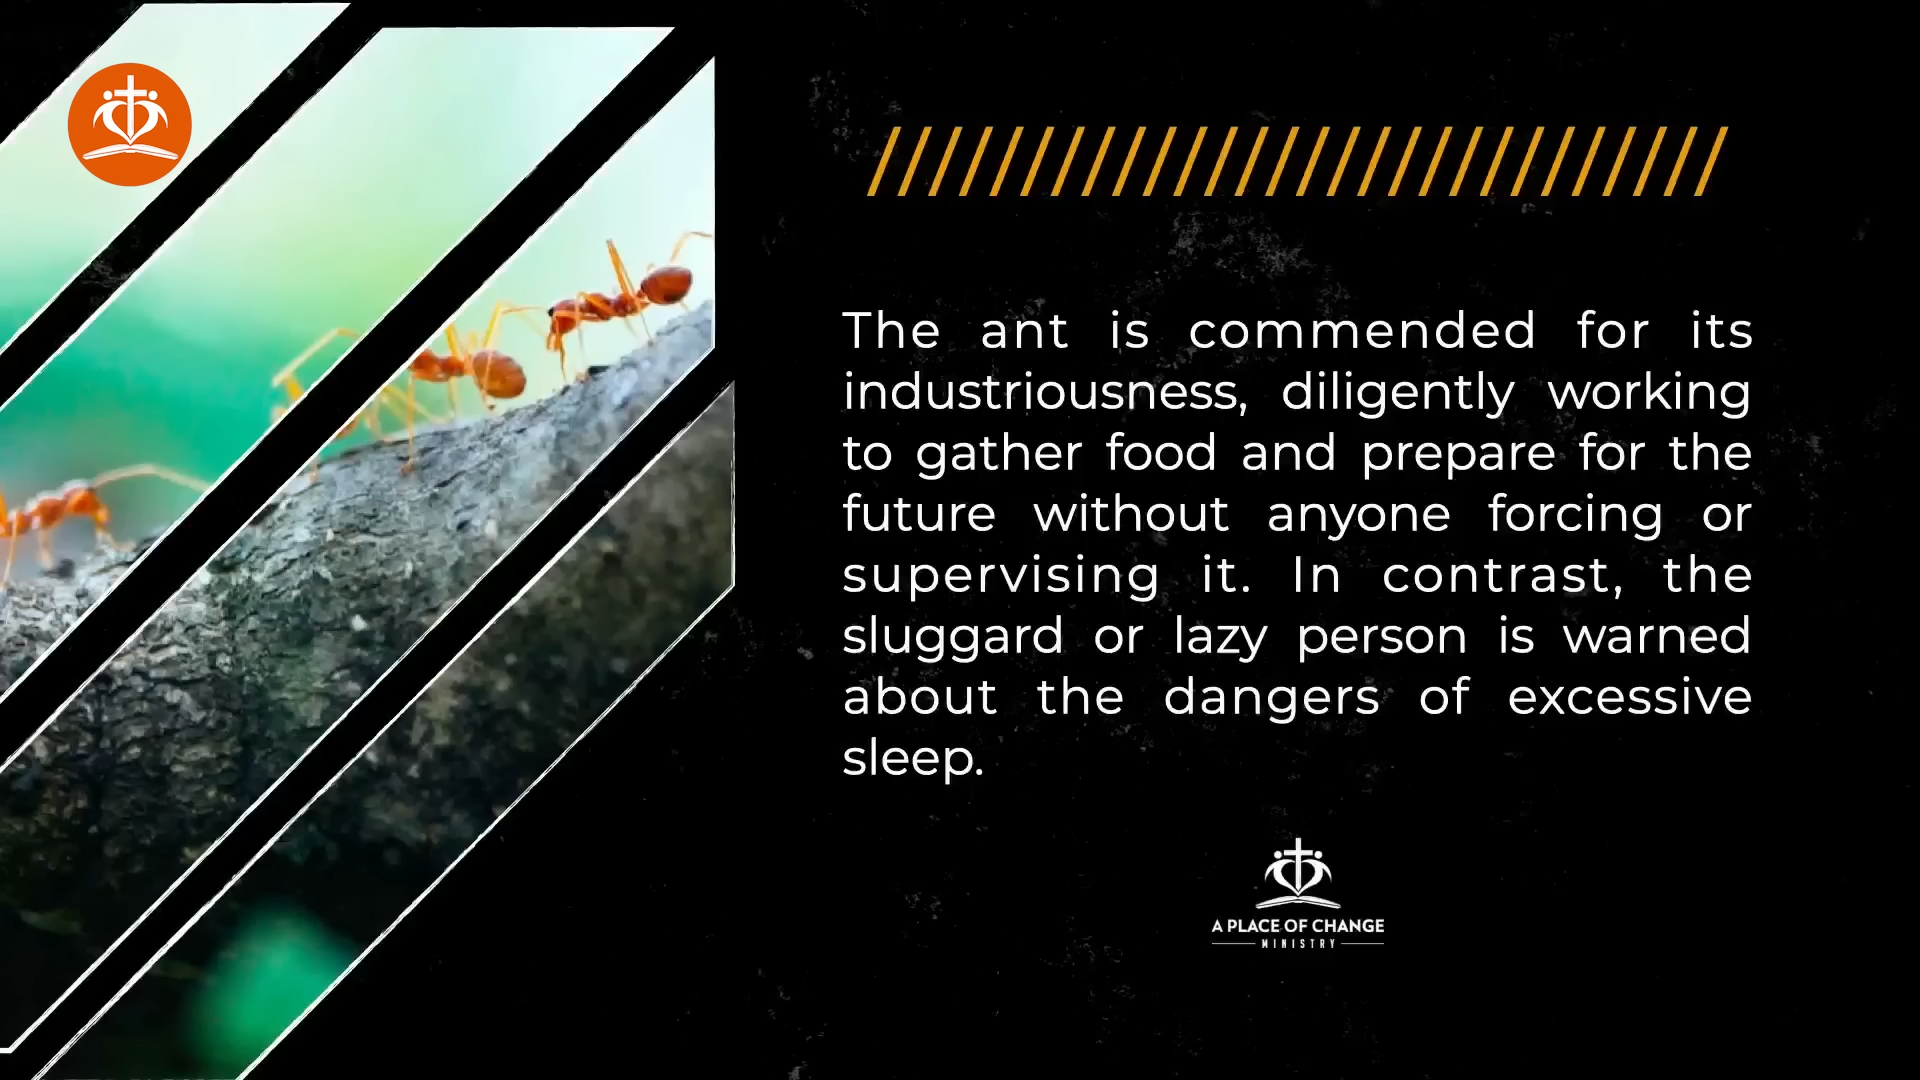 The ant is commended for its
industriousness, diligently working
to gather food and prepare for the
future without anyone forcing or
supervising it. In contrast, the
sluggard or lazy person is warned
about the dangers of excessive
sleep.
A PLACE OF CHANGE
MINISTRY